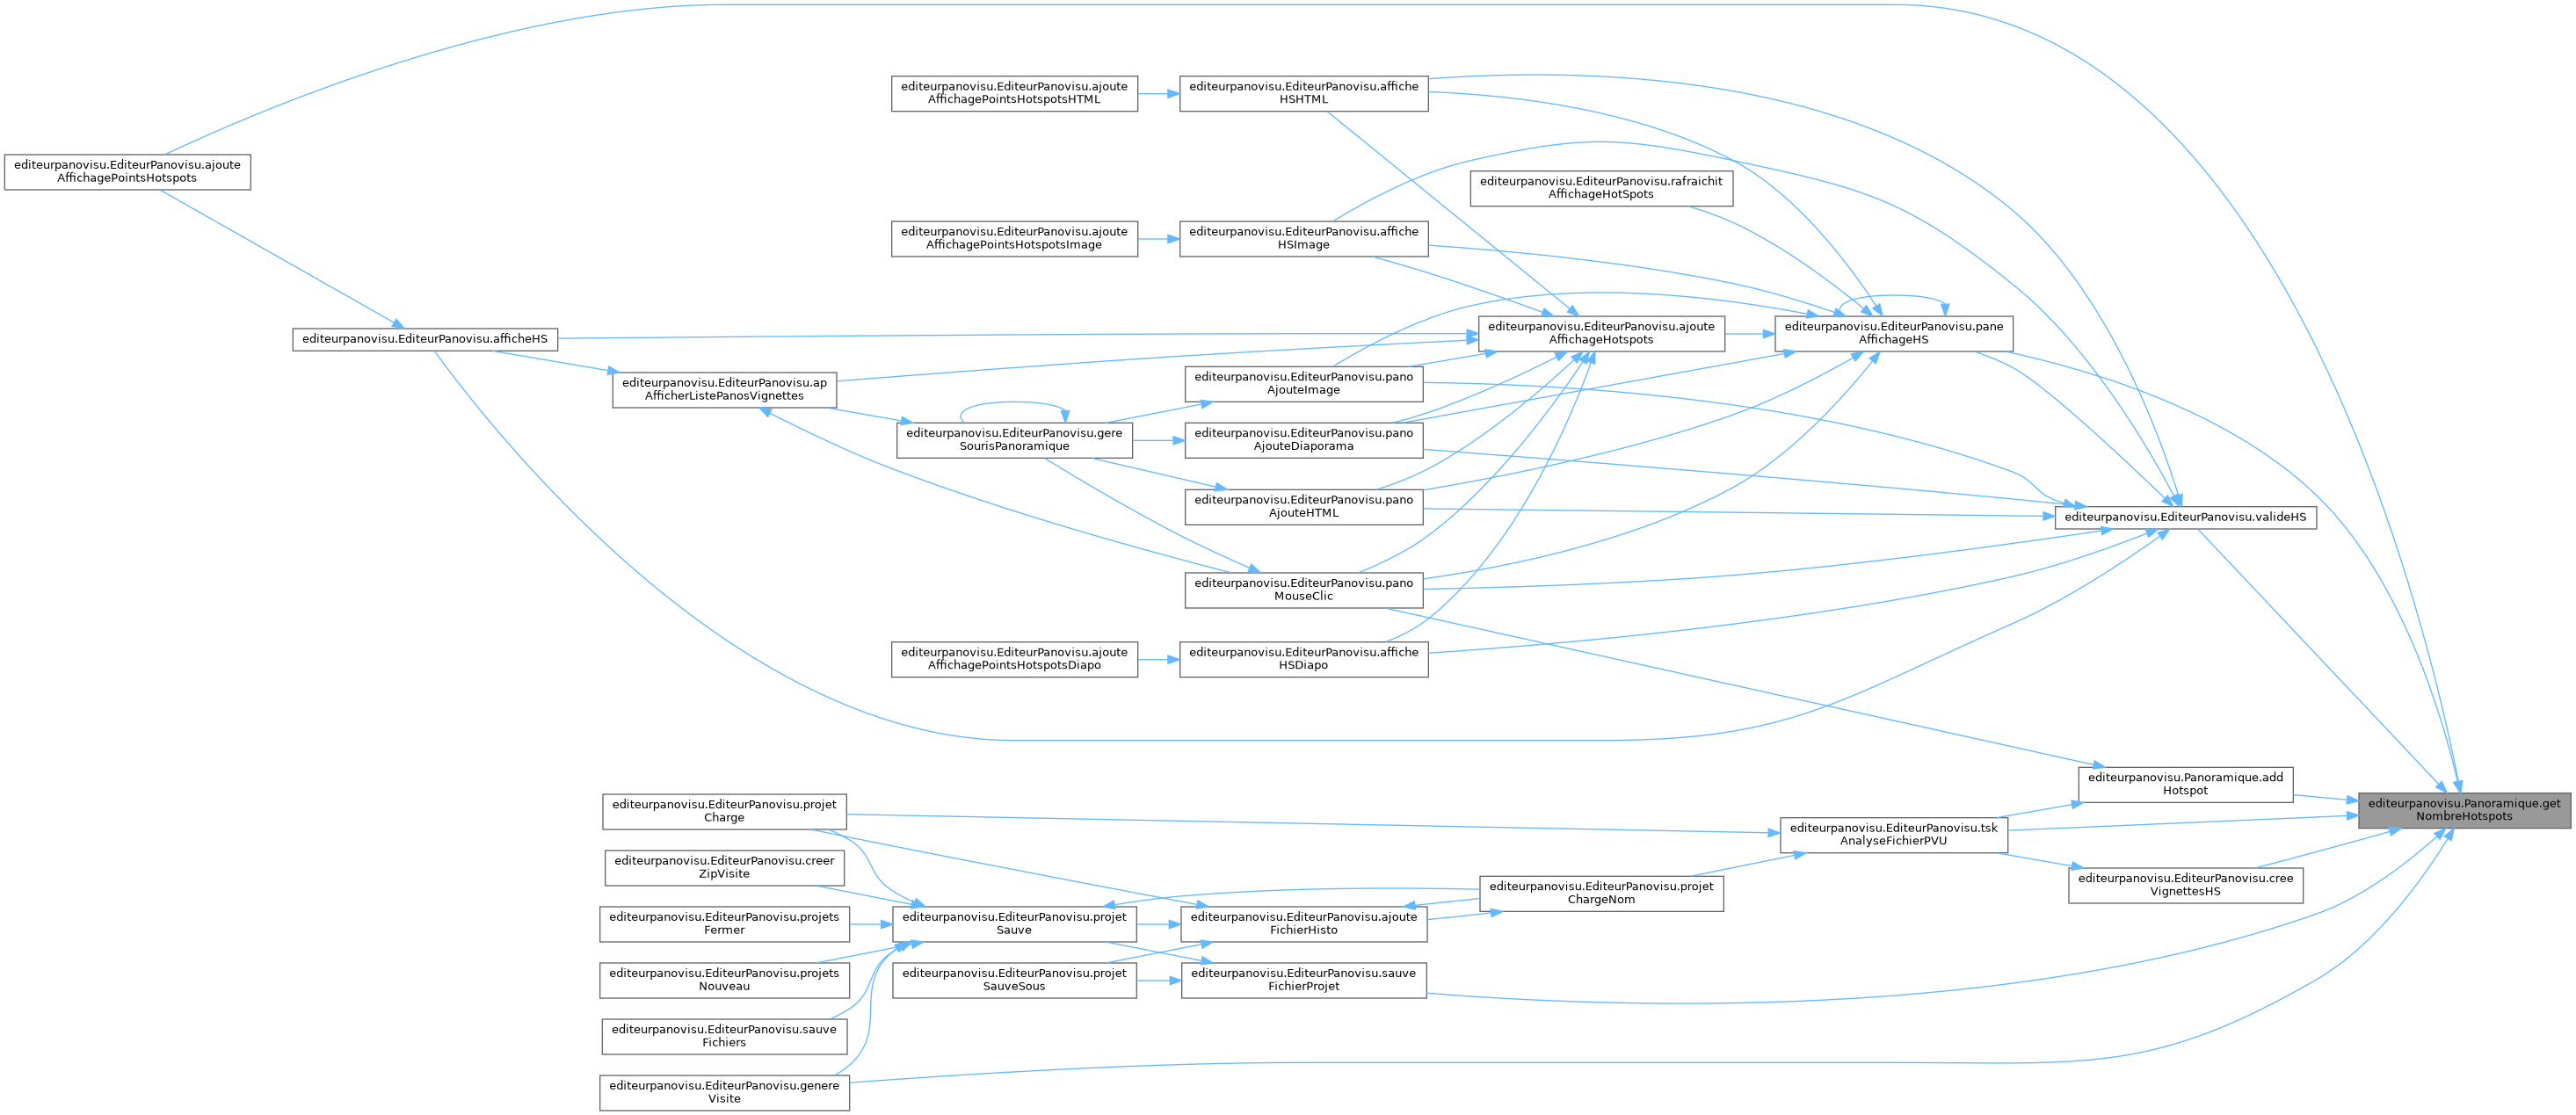 editeurpanovisu.EditeurPanovisu.ajoute
AffichagePointsHotspotsHTML
editeurpanovisu.EditeurPanovisu.affiche
HSHTML
editeurpanovisu.EditeurPanovisu.ajoute
AffichagePointsHotspots
editeurpanovisu.EditeurPanovisu.rafraichit
AffichageHotSpots
editeurpanovisu.EditeurPanovisu.ajoute
AffichagePointsHotspotsImage
editeurpanovisu.EditeurPanovisu.affiche
HSImage
editeurpanovisu.EditeurPanovisu.afficheHS
editeurpanovisu.EditeurPanovisu.ajoute
AffichageHotspots
editeurpanovisu.EditeurPanovisu.pane
AffichageHS
editeurpanovisu.EditeurPanovisu.ap
AfficherListePanosVignettes
editeurpanovisu.EditeurPanovisu.pano
AjouteImage
editeurpanovisu.EditeurPanovisu.gere
SourisPanoramique
editeurpanovisu.EditeurPanovisu.pano
AjouteDiaporama
editeurpanovisu.EditeurPanovisu.pano
AjouteHTML
editeurpanovisu.EditeurPanovisu.valideHS
editeurpanovisu.EditeurPanovisu.pano
MouseClic
editeurpanovisu.EditeurPanovisu.ajoute
AffichagePointsHotspotsDiapo
editeurpanovisu.EditeurPanovisu.affiche
HSDiapo
editeurpanovisu.Panoramique.add
Hotspot
editeurpanovisu.Panoramique.get
NombreHotspots
editeurpanovisu.EditeurPanovisu.projet
Charge
editeurpanovisu.EditeurPanovisu.tsk
AnalyseFichierPVU
editeurpanovisu.EditeurPanovisu.creer
ZipVisite
editeurpanovisu.EditeurPanovisu.cree
VignettesHS
editeurpanovisu.EditeurPanovisu.projet
ChargeNom
editeurpanovisu.EditeurPanovisu.projets
Fermer
editeurpanovisu.EditeurPanovisu.projet
Sauve
editeurpanovisu.EditeurPanovisu.ajoute
FichierHisto
editeurpanovisu.EditeurPanovisu.projets
Nouveau
editeurpanovisu.EditeurPanovisu.projet
SauveSous
editeurpanovisu.EditeurPanovisu.sauve
FichierProjet
editeurpanovisu.EditeurPanovisu.sauve
Fichiers
editeurpanovisu.EditeurPanovisu.genere
Visite